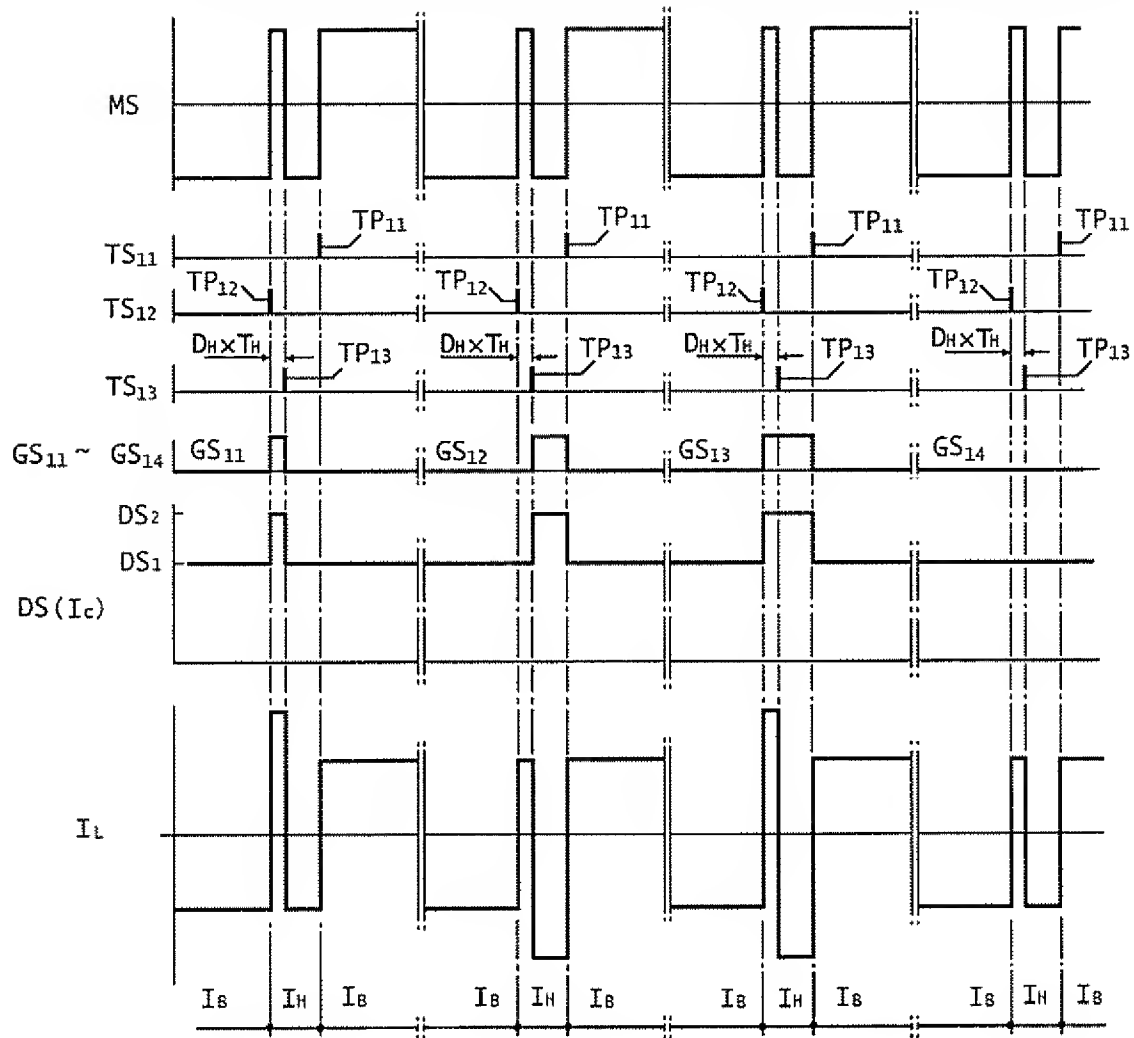 MS
TP₁₁ TP₁₁ TP₁₁ TP₁₁
TS₁₁
TP₁₂ TP₁₂ TP₁₂ TP₁₂
TS₁₂
DH×TH DH×TH DH×TH DH×TH
TP₁₃ TP₁₃ TP₁₃ TP₁₃
TS₁₃
GS₁₁ ~ GS₁₄ GS₁₁ GS₁₂ GS₁₃ GS₁₄
DS₂
DS₁
DS(Ic)
IL
IB IH IB IB IH IB IB IH IB IB IH IB